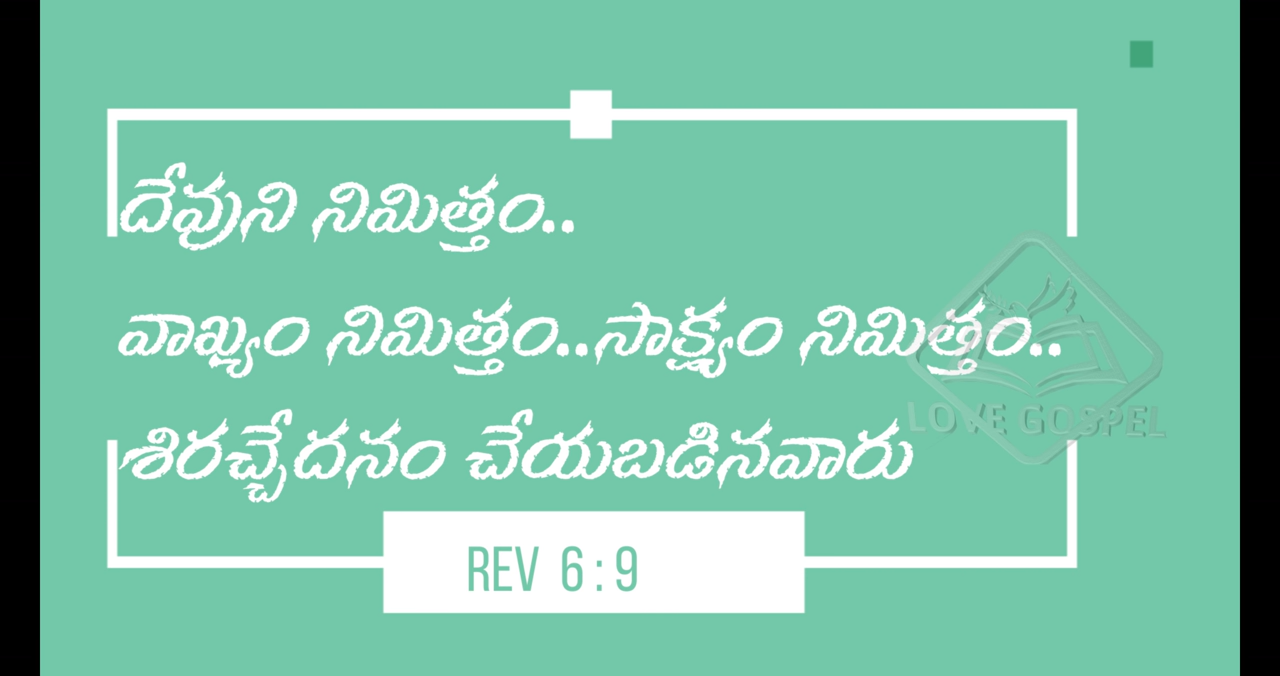 దేవుని నిమిత్తం..
వాఖ్యం నిమిత్తం..సాక్ష్యం నిమిత్తం..
LOVE GOSPEL
శిరచ్చేదనం చేయబడినవారు
REV 6:9